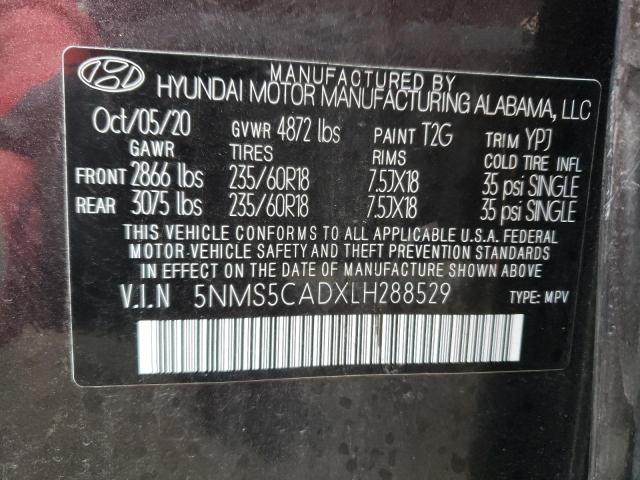 MANUFACTURED BY
HYUNDAI MOTOR MANUFACTURING ALABAMA, LLC
Oct/05/20 GVWR 4872 lbs PAINT T2G TRIM YPJ
GAWR TIRES RIMS COLD TIRE INFL
FRONT 2866 lbs 235/60R18 7.5JX18 35 psi SINGLE
REAR 3075 lbs 235/60R18 7.5JX18 35 psi SINGLE
THIS VEHICLE CONFORMS TO ALL APPLICABLE U.S.A. FEDERAL
MOTOR-VEHICLE SAFETY AND THEFT PREVENTION STANDARDS
IN EFFECT ON THE DATE OF MANUFACTURE SHOWN ABOVE.
V.I.N 5NMS5CADXLH288529 TYPE: MPV